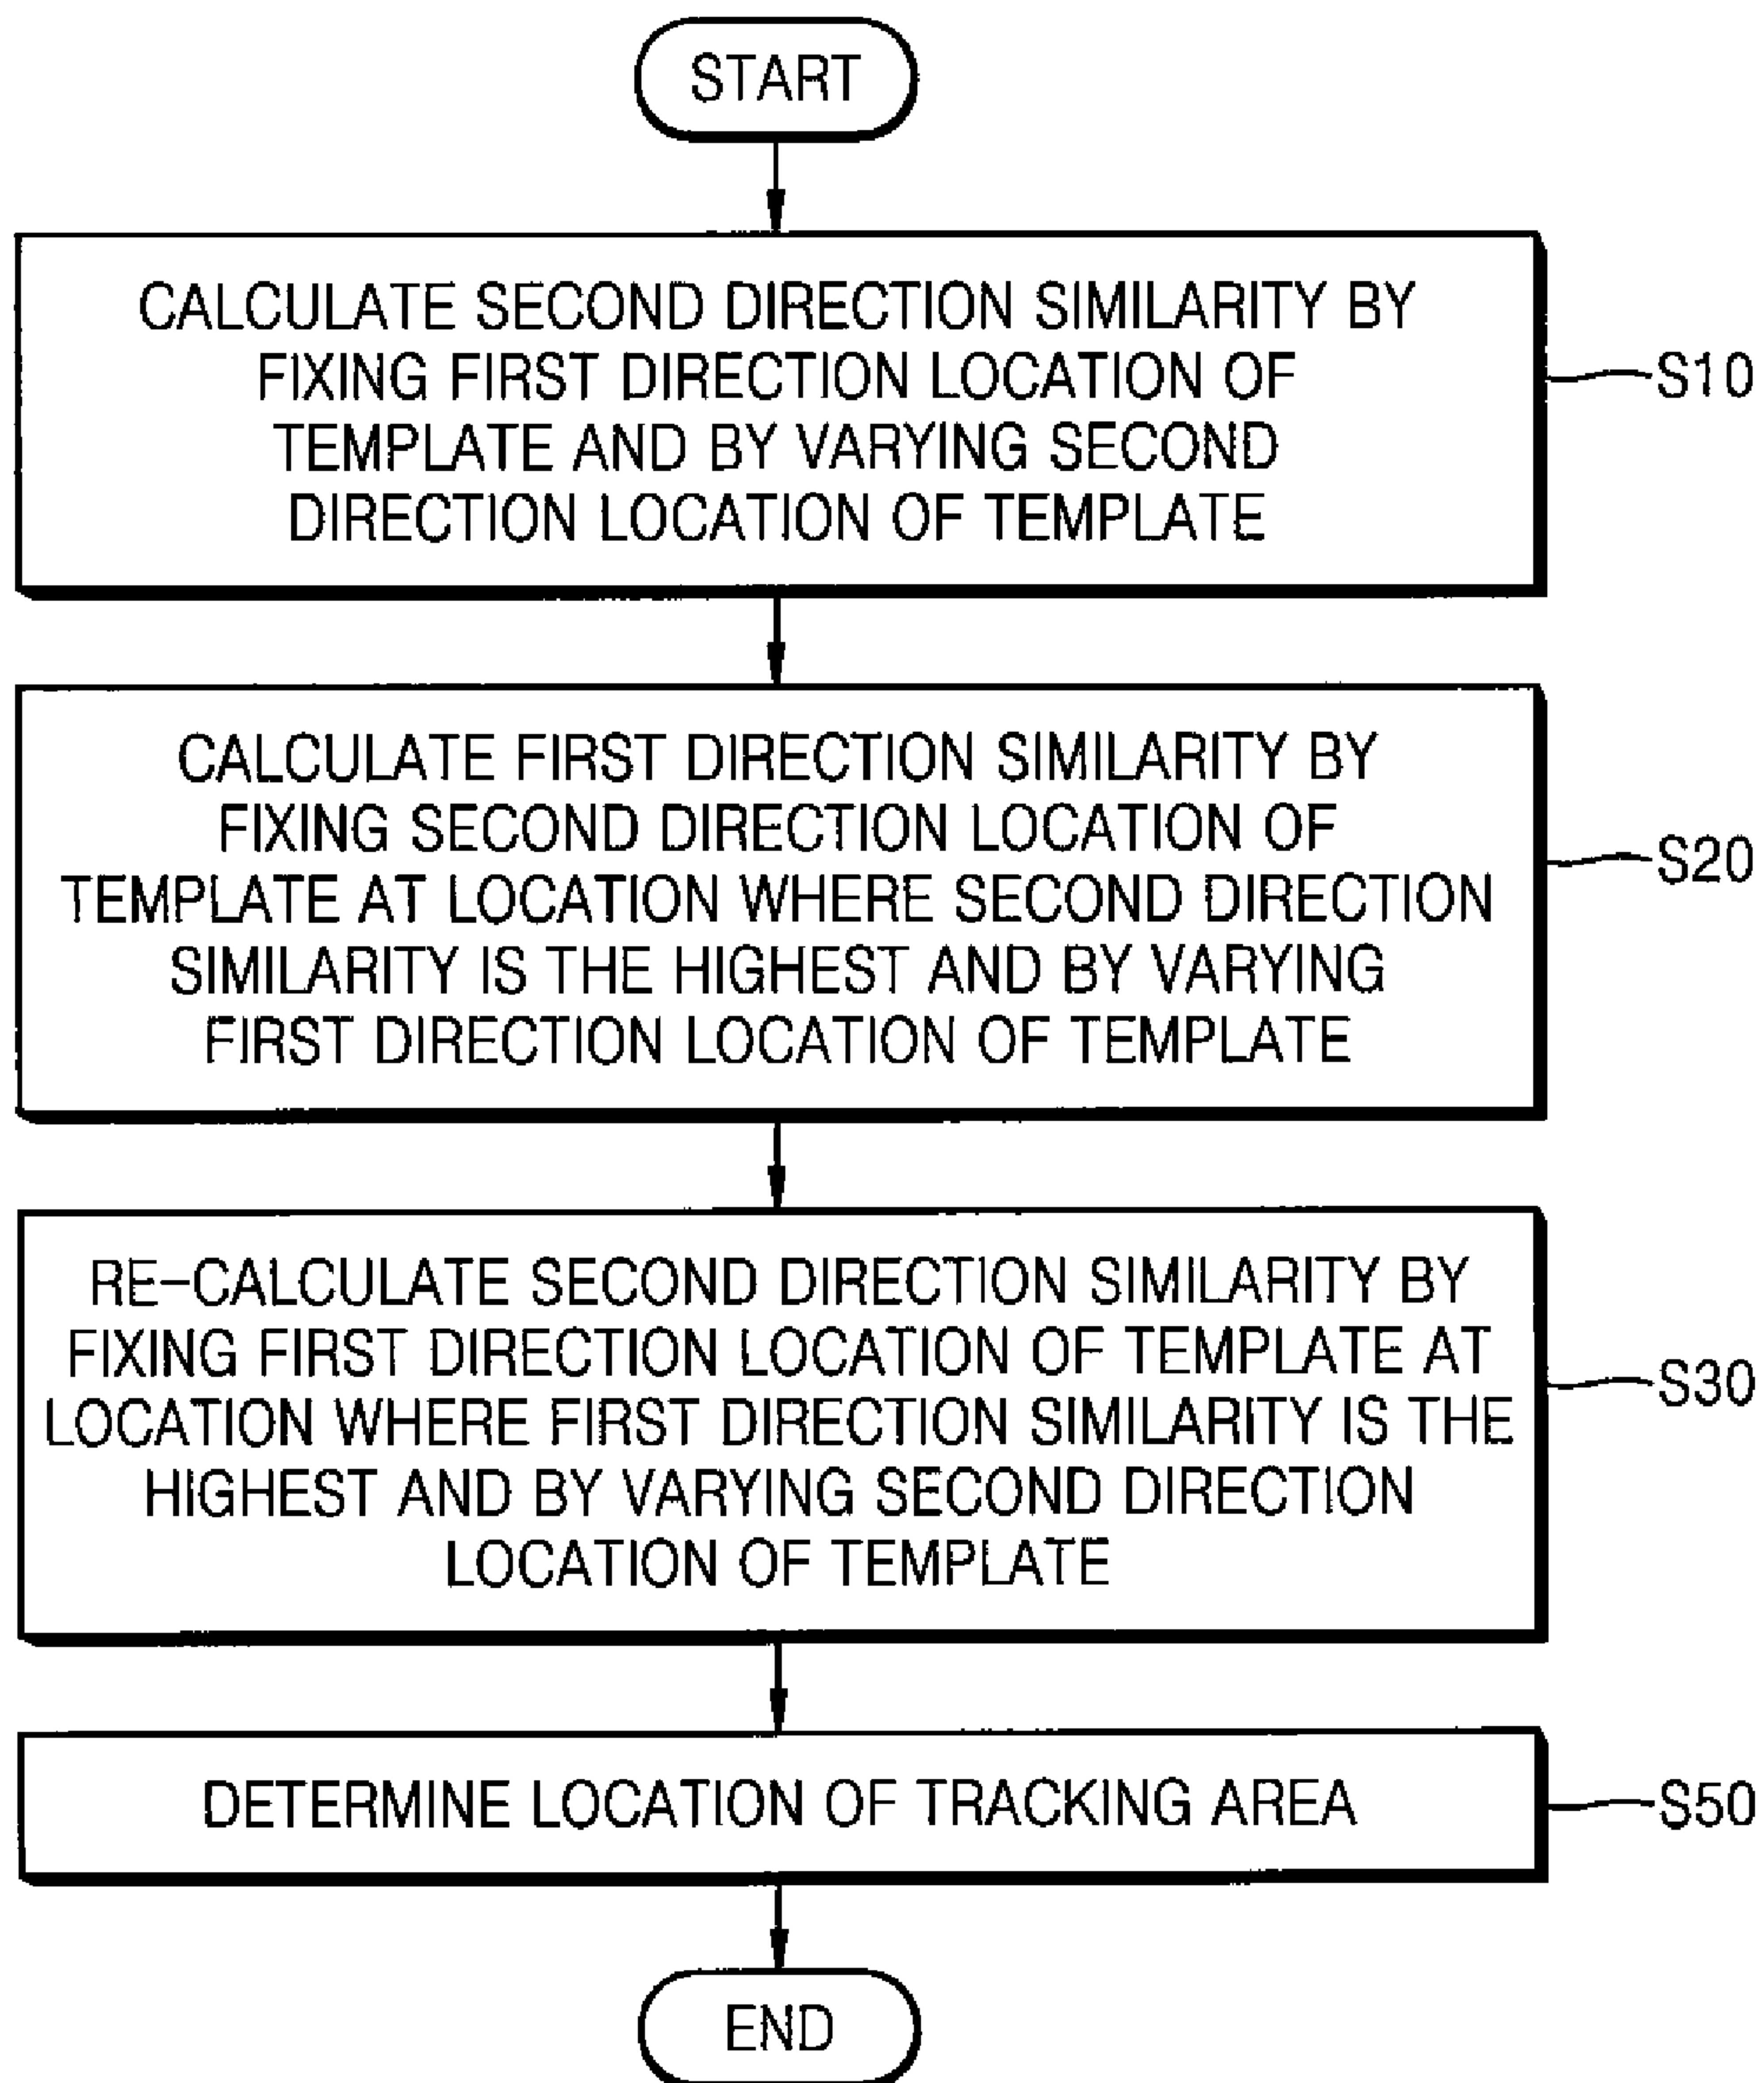 START
CALCULATE SECOND DIRECTION SIMILARITY BY
FIXING FIRST DIRECTION LOCATION OF
TEMPLATE AND BY VARYING SECOND
DIRECTION LOCATION OF TEMPLATE
S10
CALCULATE FIRST DIRECTION SIMILARITY BY
FIXING SECOND DIRECTION LOCATION OF
TEMPLATE AT LOCATION WHERE SECOND DIRECTION
SIMILARITY IS THE HIGHEST AND BY VARYING
FIRST DIRECTION LOCATION OF TEMPLATE
S20
RE-CALCULATE SECOND DIRECTION SIMILARITY BY
FIXING FIRST DIRECTION LOCATION OF TEMPLATE AT
LOCATION WHERE FIRST DIRECTION SIMILARITY IS THE
HIGHEST AND BY VARYING SECOND DIRECTION
LOCATION OF TEMPLATE
S30
DETERMINE LOCATION OF TRACKING AREA
S50
END